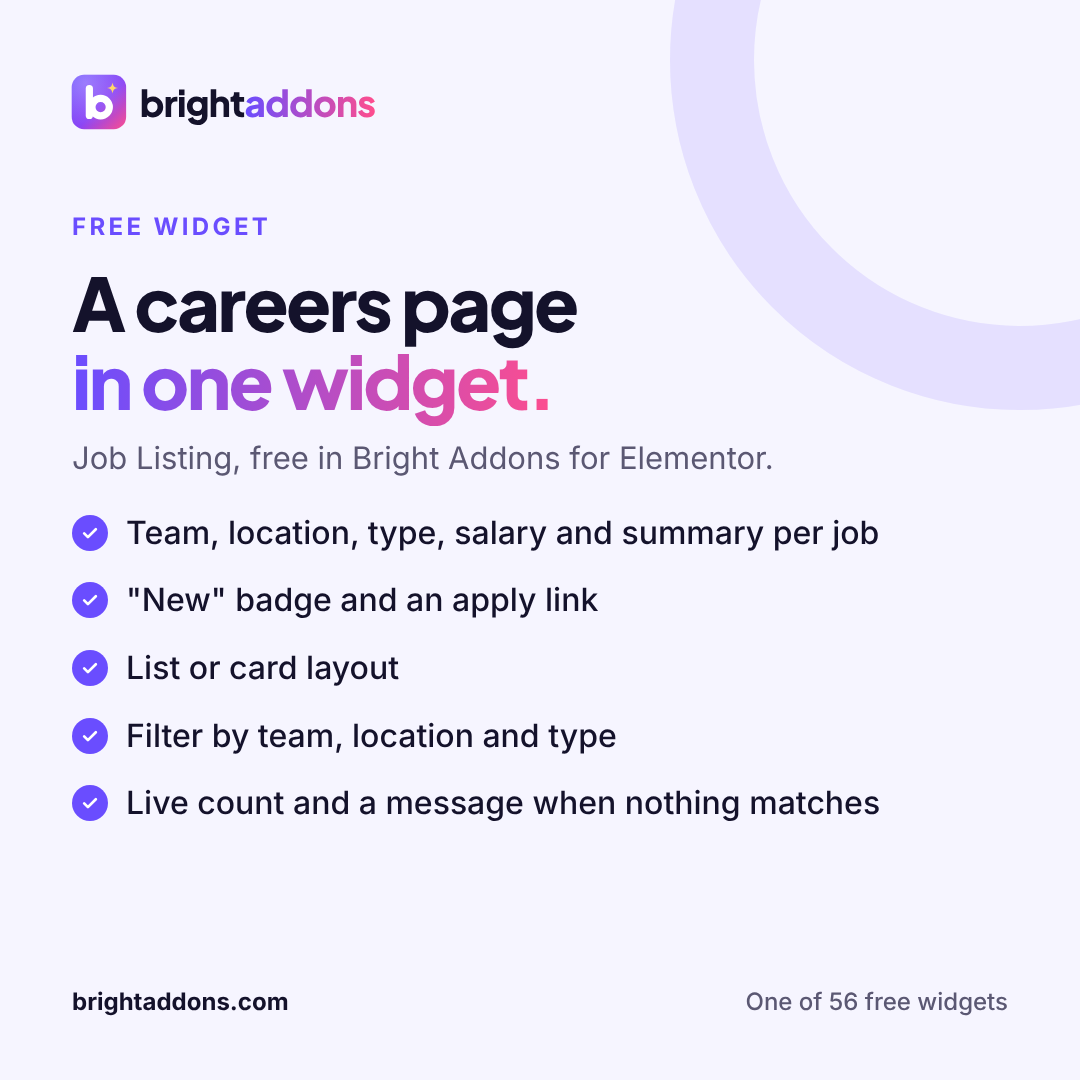 brightaddons
FREE WIDGET
A careers page
in one widget.
Job Listing, free in Bright Addons for Elementor.
Team, location, type, salary and summary per job
"New" badge and an apply link
List or card layout
Filter by team, location and type
Live count and a message when nothing matches
brightaddons.com
One of 56 free widgets